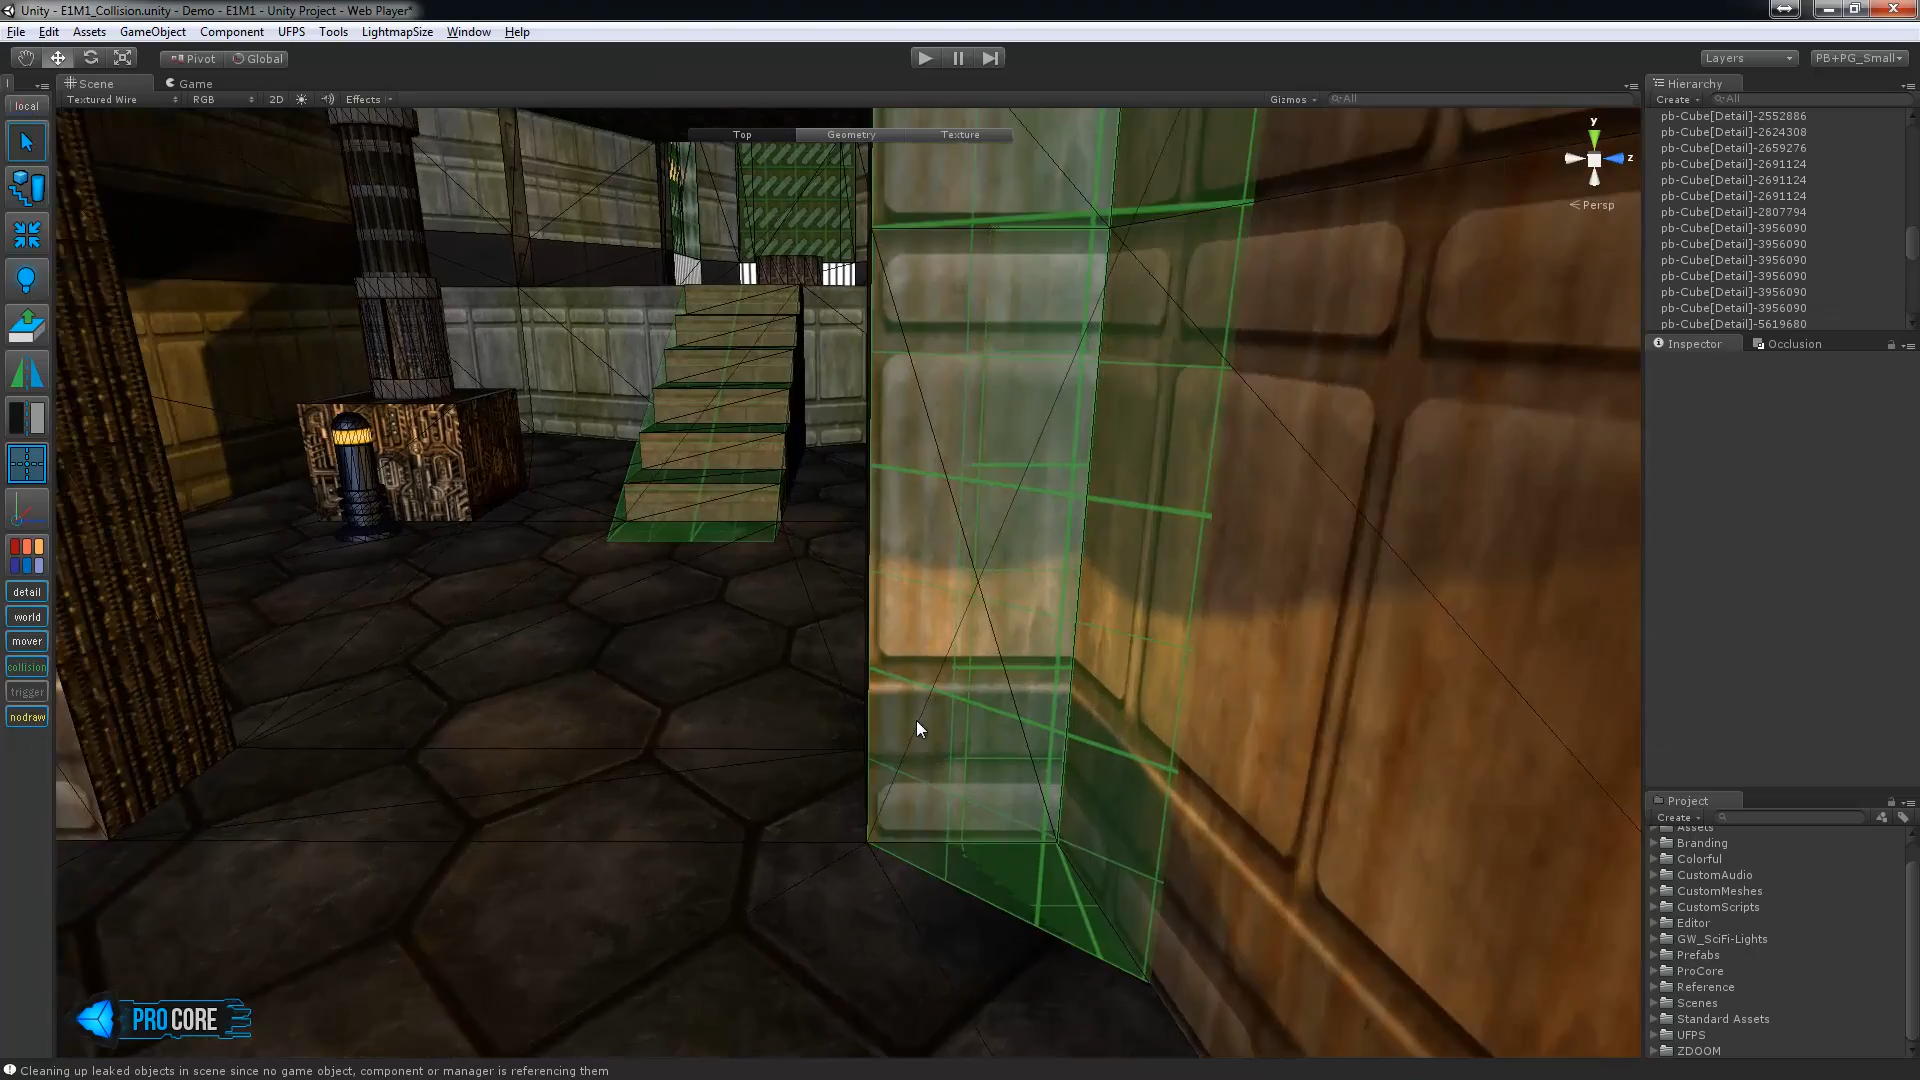 Unity - E1M1_Collision.unity - Demo - E1M1 - Unity Project - Web Player*
File Edit Assets GameObject Component UFPS Tools LightmapSize Window Help
Pivot Global Layers PB+PG_Small
Scene Game
Textured Wire RGB 2D Effects Gizmos All
local
Top Geometry Texture
y
z
Persp
detail
world
mover
collision
trigger
nodraw
PROCORE
Hierarchy
Create All
pb-Cube[Detail]-2552886
pb-Cube[Detail]-2624308
pb-Cube[Detail]-2659276
pb-Cube[Detail]-2691124
pb-Cube[Detail]-2691124
pb-Cube[Detail]-2691124
pb-Cube[Detail]-2807794
pb-Cube[Detail]-3956090
pb-Cube[Detail]-3956090
pb-Cube[Detail]-3956090
pb-Cube[Detail]-3956090
pb-Cube[Detail]-3956090
pb-Cube[Detail]-3956090
pb-Cube[Detail]-5619680
Inspector Occlusion
Project
Create
Assets
Branding
Colorful
CustomAudio
CustomMeshes
CustomScripts
Editor
GW_SciFi-Lights
Prefabs
ProCore
Reference
Scenes
Standard Assets
UFPS
ZDOOM
Cleaning up leaked objects in scene since no game object, component or manager is referencing them